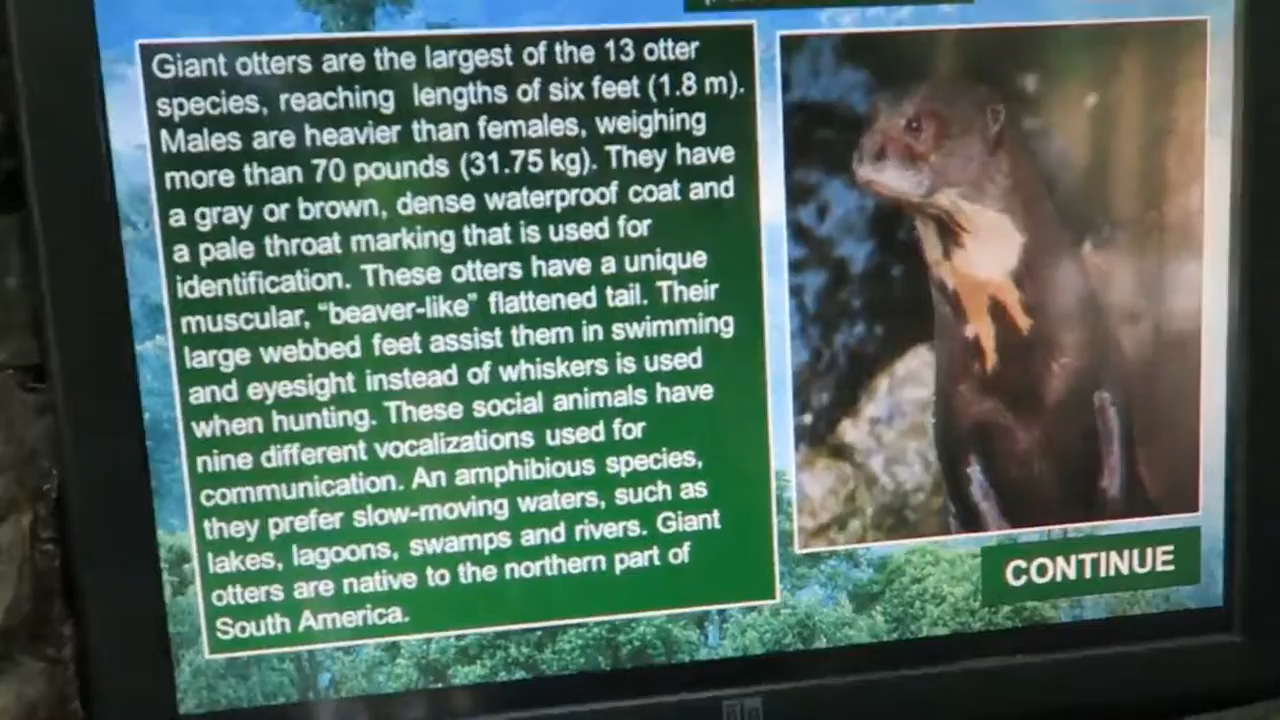 Giant otters are the largest of the 13 otter
species, reaching lengths of six feet (1.8 m).
Males are heavier than females, weighing
more than 70 pounds (31.75 kg). They have
a gray or brown, dense waterproof coat and
a pale throat marking that is used for
identification. These otters have a unique
muscular, “beaver-like” flattened tail. Their
large webbed feet assist them in swimming
and eyesight instead of whiskers is used
when hunting. These social animals have
nine different vocalizations used for
communication. An amphibious species,
they prefer slow-moving waters, such as
lakes, lagoons, swamps and rivers. Giant
otters are native to the northern part of
South America.
CONTINUE